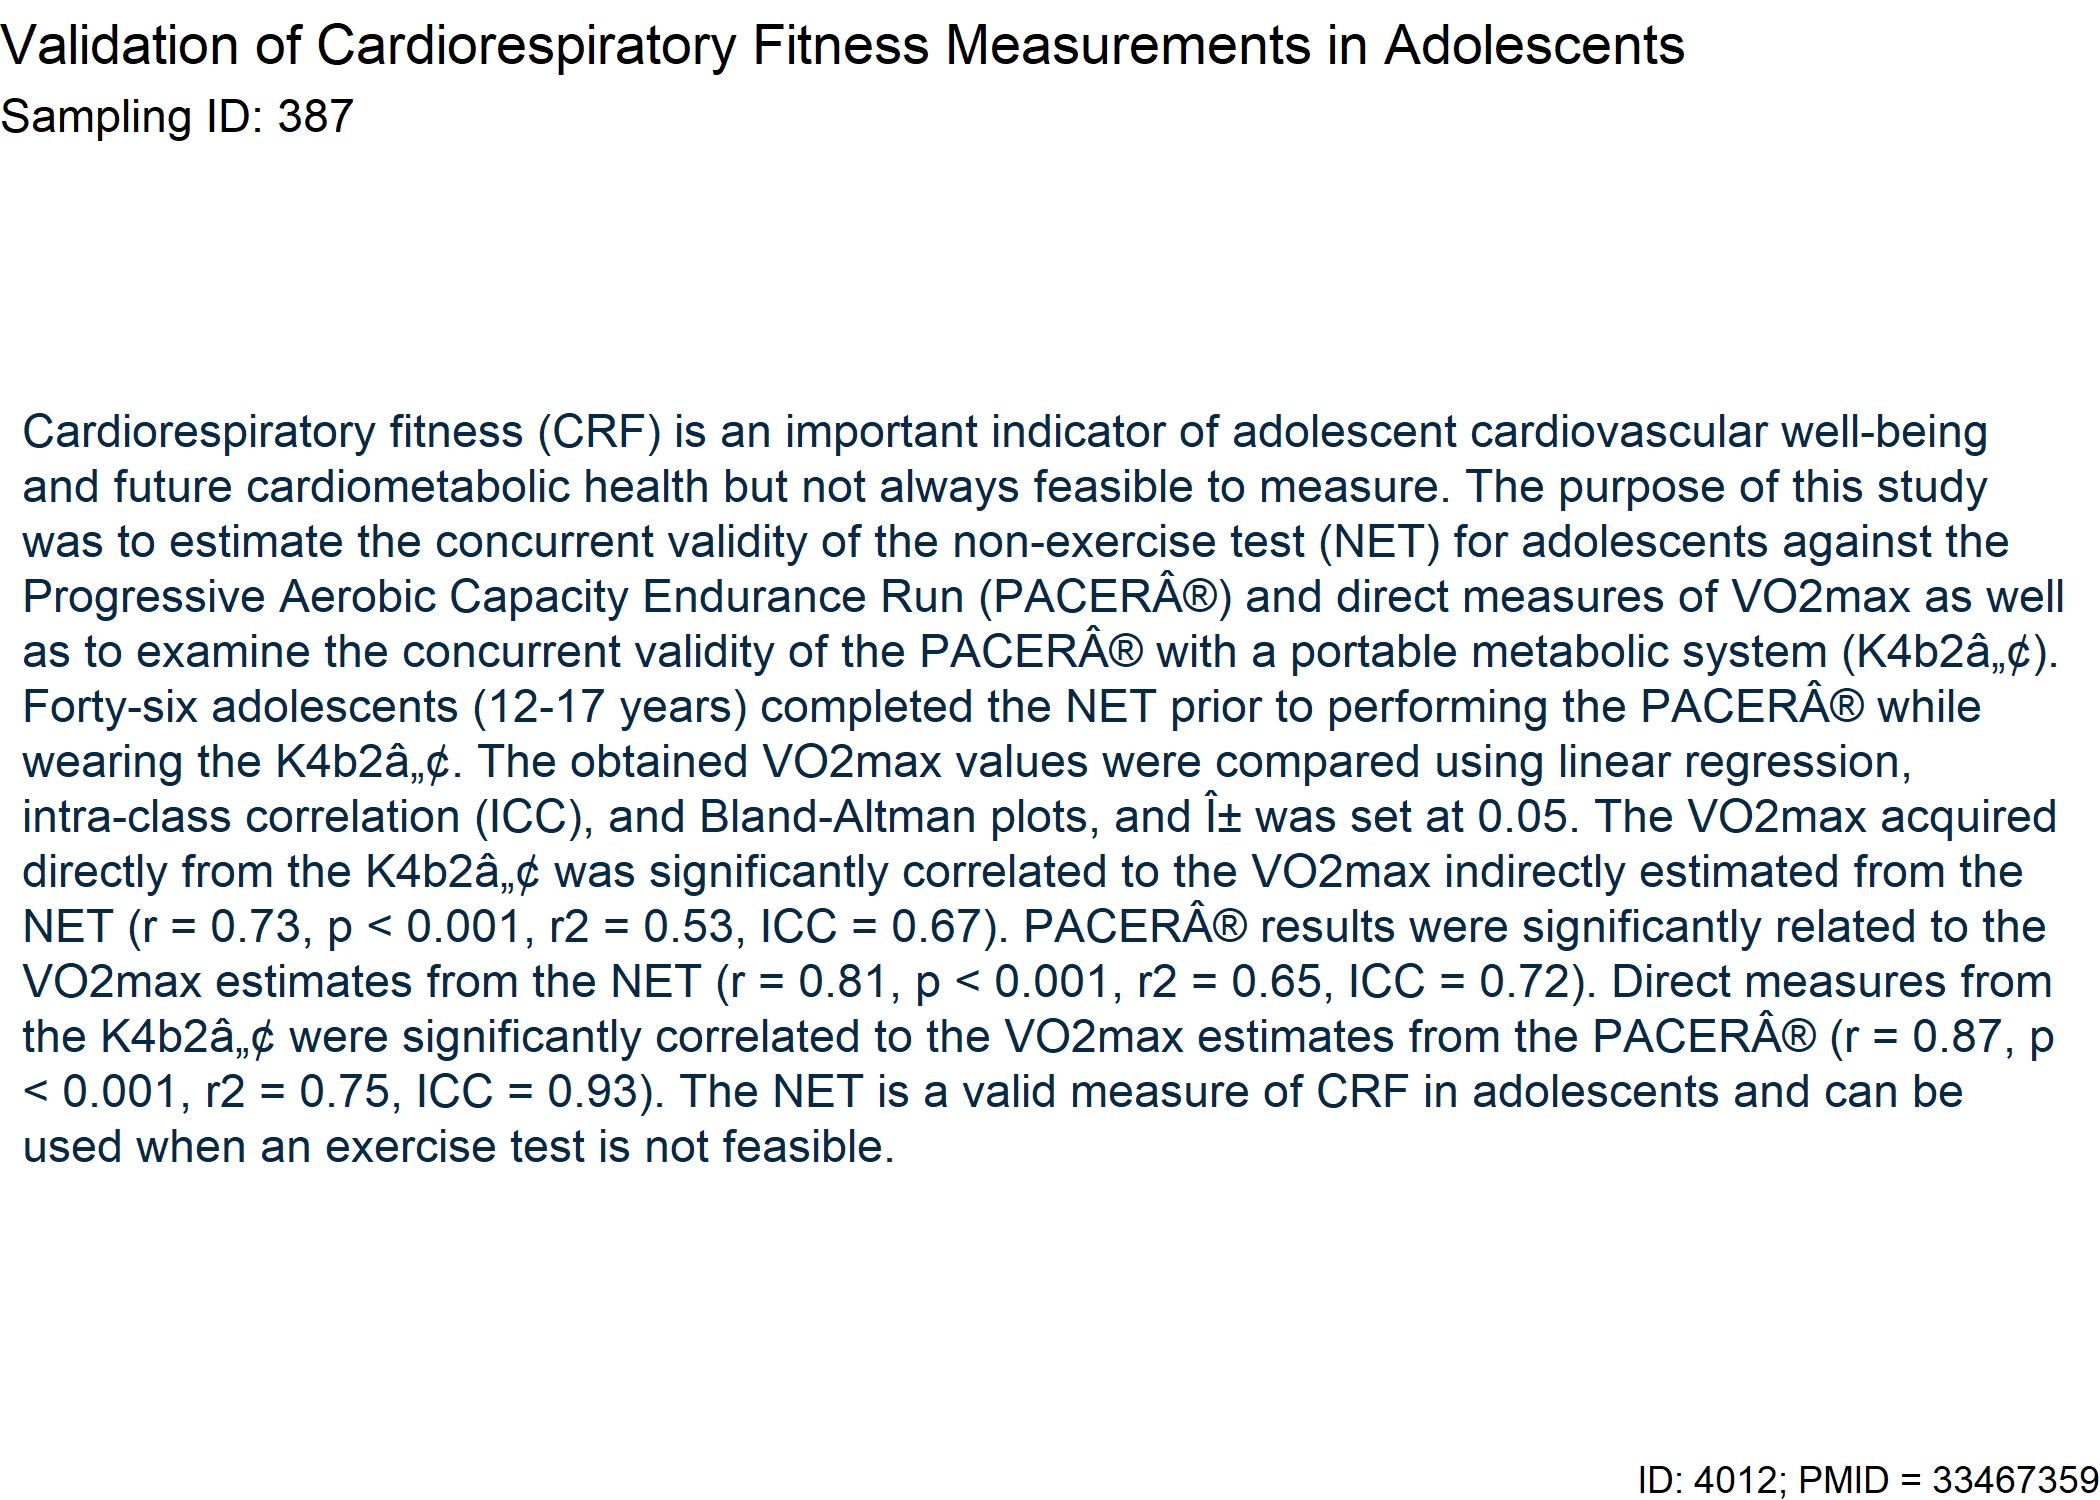 Validation of Cardiorespiratory Fitness Measurements in Adolescents
Sampling ID: 387
Cardiorespiratory fitness (CRF) is an important indicator of adolescent cardiovascular well-being
and future cardiometabolic health but not always feasible to measure. The purpose of this study
was to estimate the concurrent validity of the non-exercise test (NET) for adolescents against the
Progressive Aerobic Capacity Endurance Run (PACERÂ®) and direct measures of VO2max as well
as to examine the concurrent validity of the PACERÂ® with a portable metabolic system (K4b2â„¢).
Forty-six adolescents (12-17 years) completed the NET prior to performing the PACERÂ® while
wearing the K4b2â„¢. The obtained VO2max values were compared using linear regression,
intra-class correlation (ICC), and Bland-Altman plots, and Î± was set at 0.05. The VO2max acquired
directly from the K4b2â„¢ was significantly correlated to the VO2max indirectly estimated from the
NET (r = 0.73, p < 0.001, r2 = 0.53, ICC = 0.67). PACERÂ® results were significantly related to the
VO2max estimates from the NET (r = 0.81, p < 0.001, r2 = 0.65, ICC = 0.72). Direct measures from
the K4b2â„¢ were significantly correlated to the VO2max estimates from the PACERÂ® (r = 0.87, p
< 0.001, r2 = 0.75, ICC = 0.93). The NET is a valid measure of CRF in adolescents and can be
used when an exercise test is not feasible.
ID: 4012; PMID = 33467359